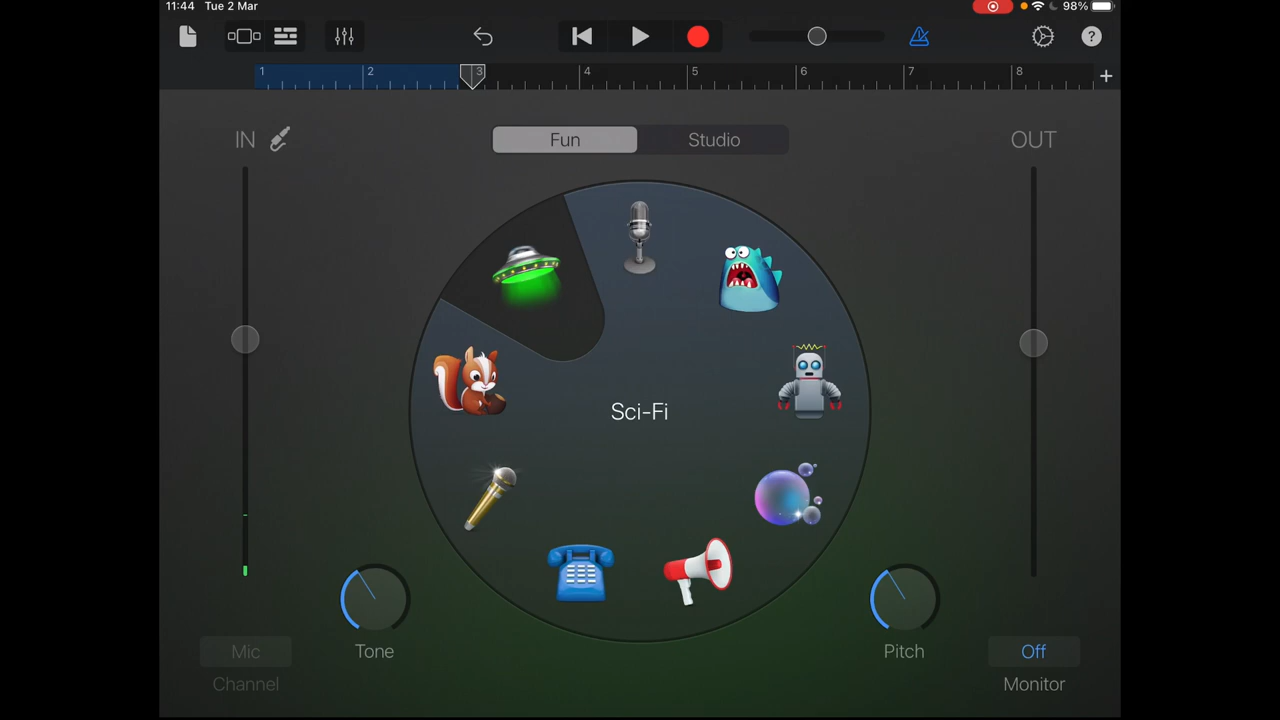 11:44 Tue 2 Mar 98%
?
1 2 3 4 5 6 7 8 +
IN Fun Studio OUT
Sci-Fi
Tone Pitch
Mic Off
Channel Monitor